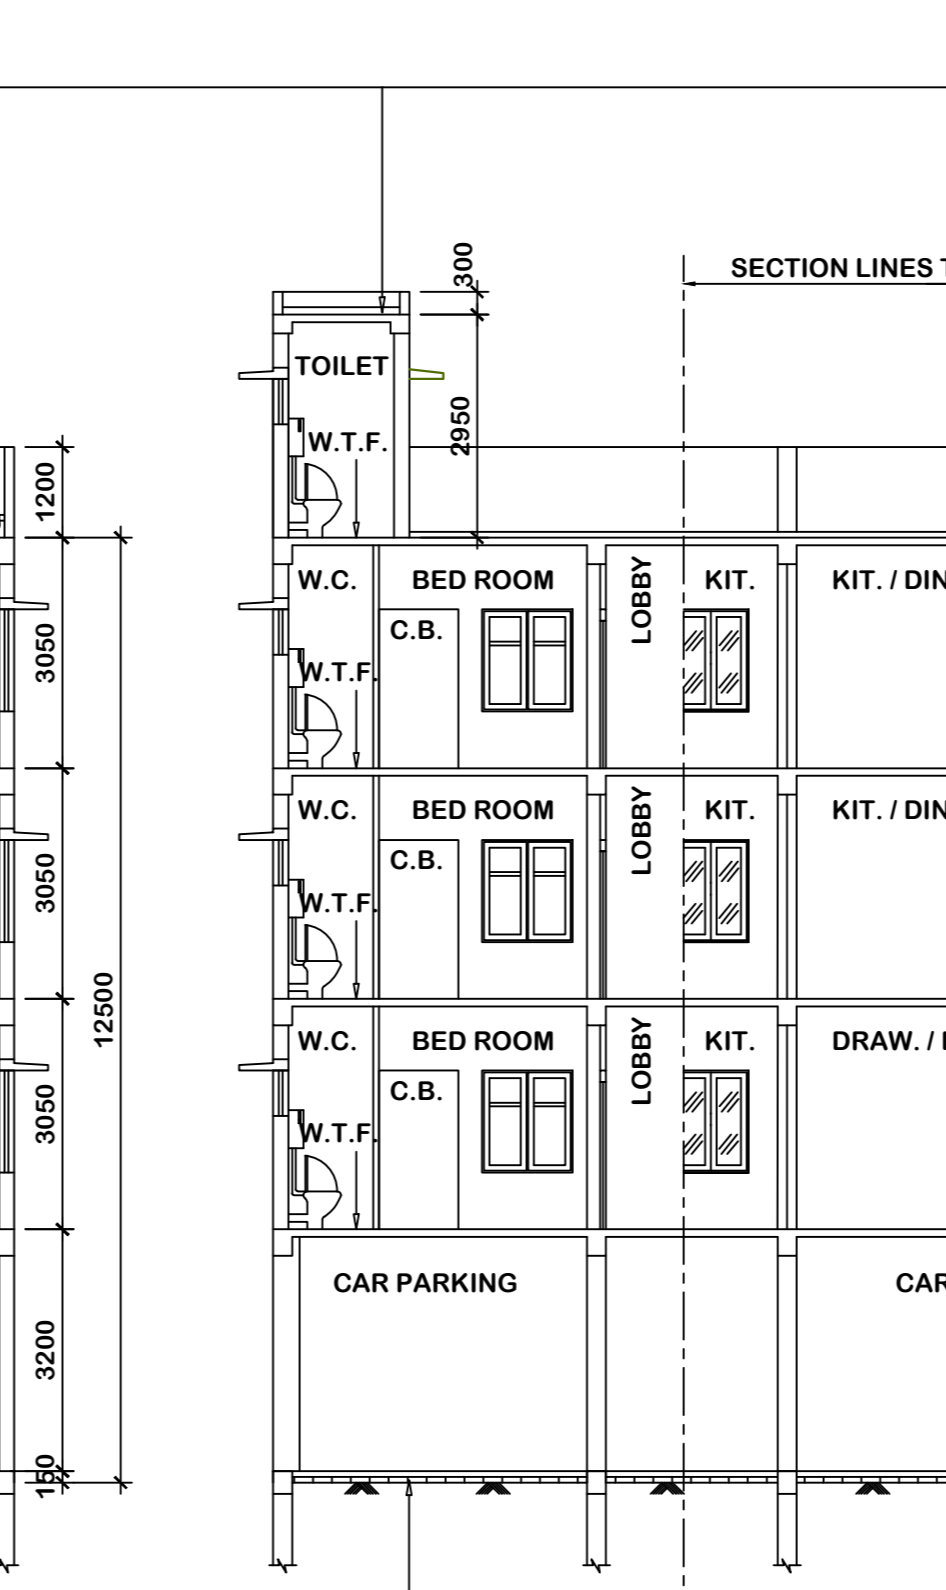 300
SECTION LINES
TOILET
2950
W.T.F.
1200
W.C.
BED ROOM
LOBBY
KIT.
KIT. / DIN
C.B.
3050
W.T.F.
W.C.
BED ROOM
LOBBY
KIT.
KIT. / DIN
C.B.
3050
W.T.F.
12500
W.C.
BED ROOM
LOBBY
KIT.
DRAW. /
C.B.
3050
W.T.F.
CAR PARKING
CAR
3200
150